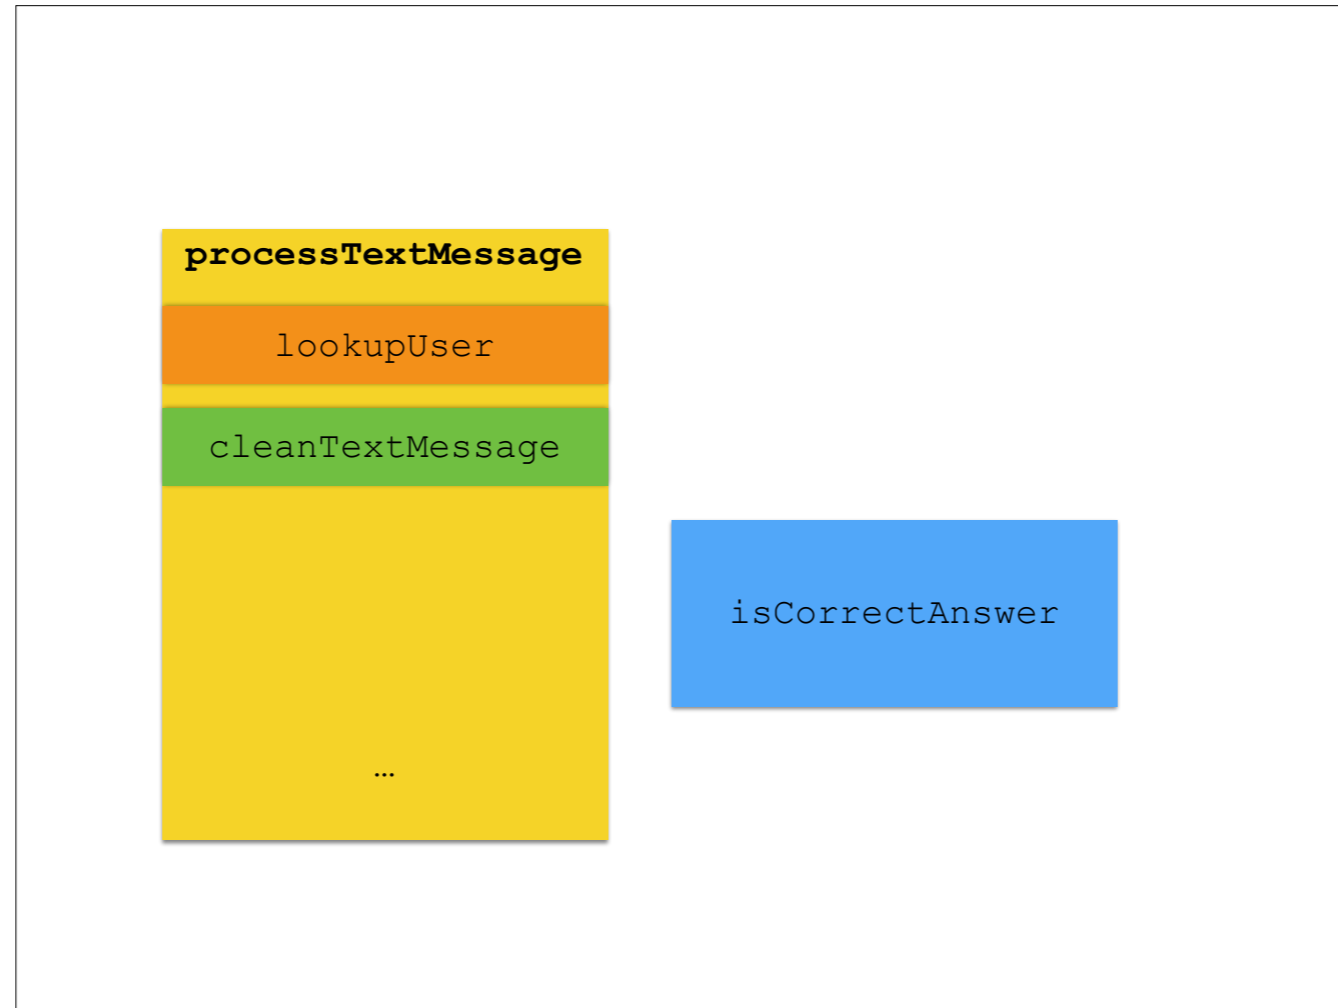 processTextMessage
lookupUser
cleanTextMessage
isCorrectAnswer
…